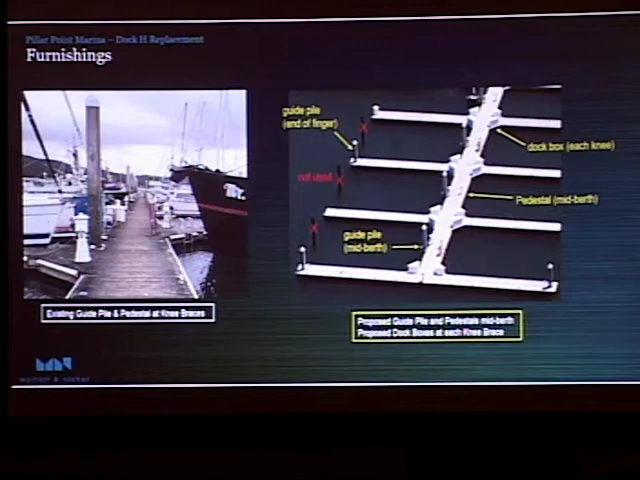 Pillar Point Marina – Dock H Replacement
Furnishings
guide pile
(end of finger)
dock box (each knee)
not used
Pedestal (mid-berth)
guide pile
(mid-berth)
Existing Guide Pile & Pedestal at Knee Braces
Proposed Guide Pile and Pedestals mid-berth
Proposed Dock Boxes at each Knee Brace
moffatt & nichol